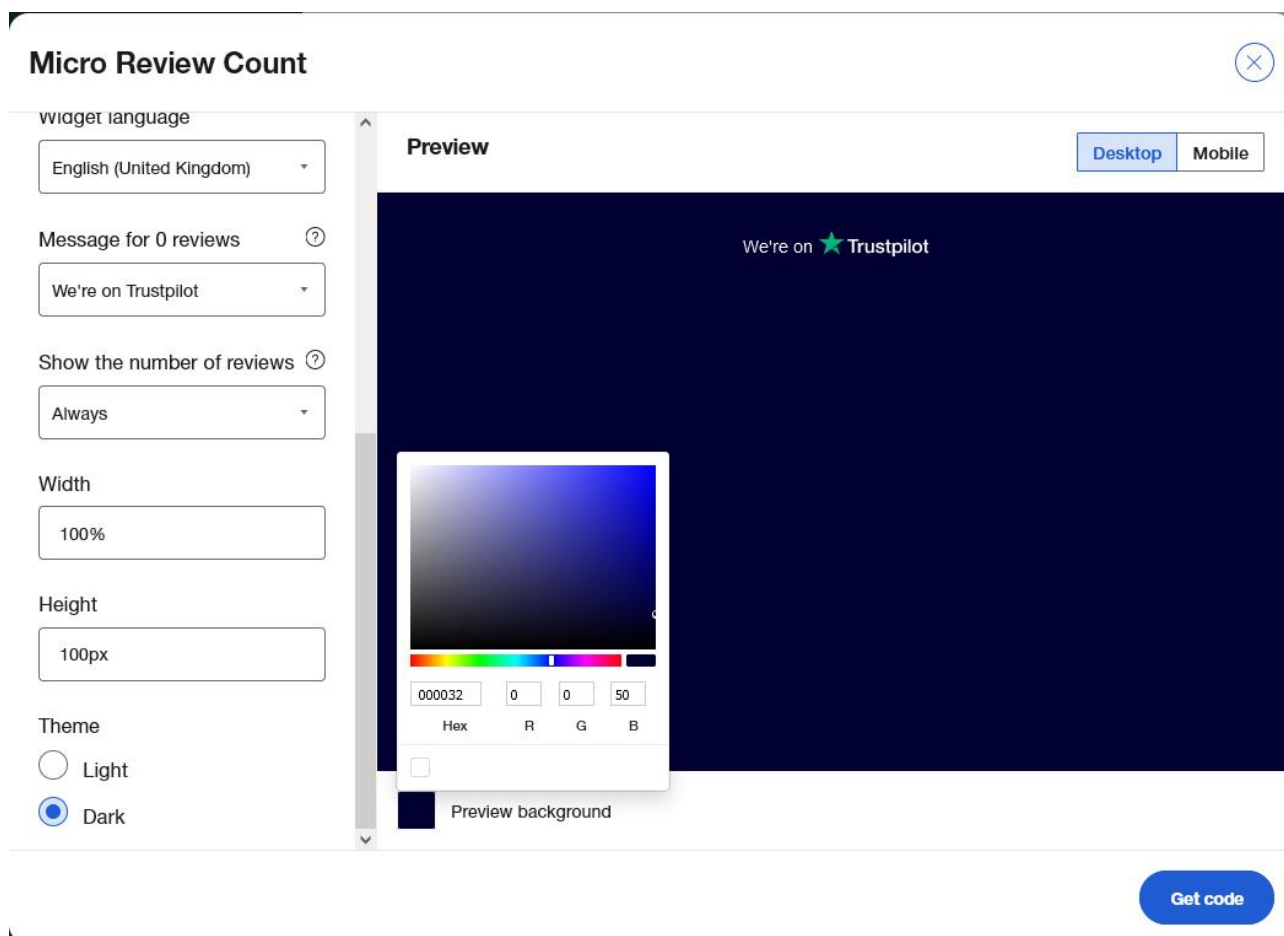 Micro Review Count
Widget language
English (United Kingdom)
Message for 0 reviews ?
We're on Trustpilot
Show the number of reviews ?
Always
Width
100%
Height
100px
Theme
Light
Dark
Preview
Desktop Mobile
We're on Trustpilot
000032 0 0 50
Hex R G B
Preview background
Get code